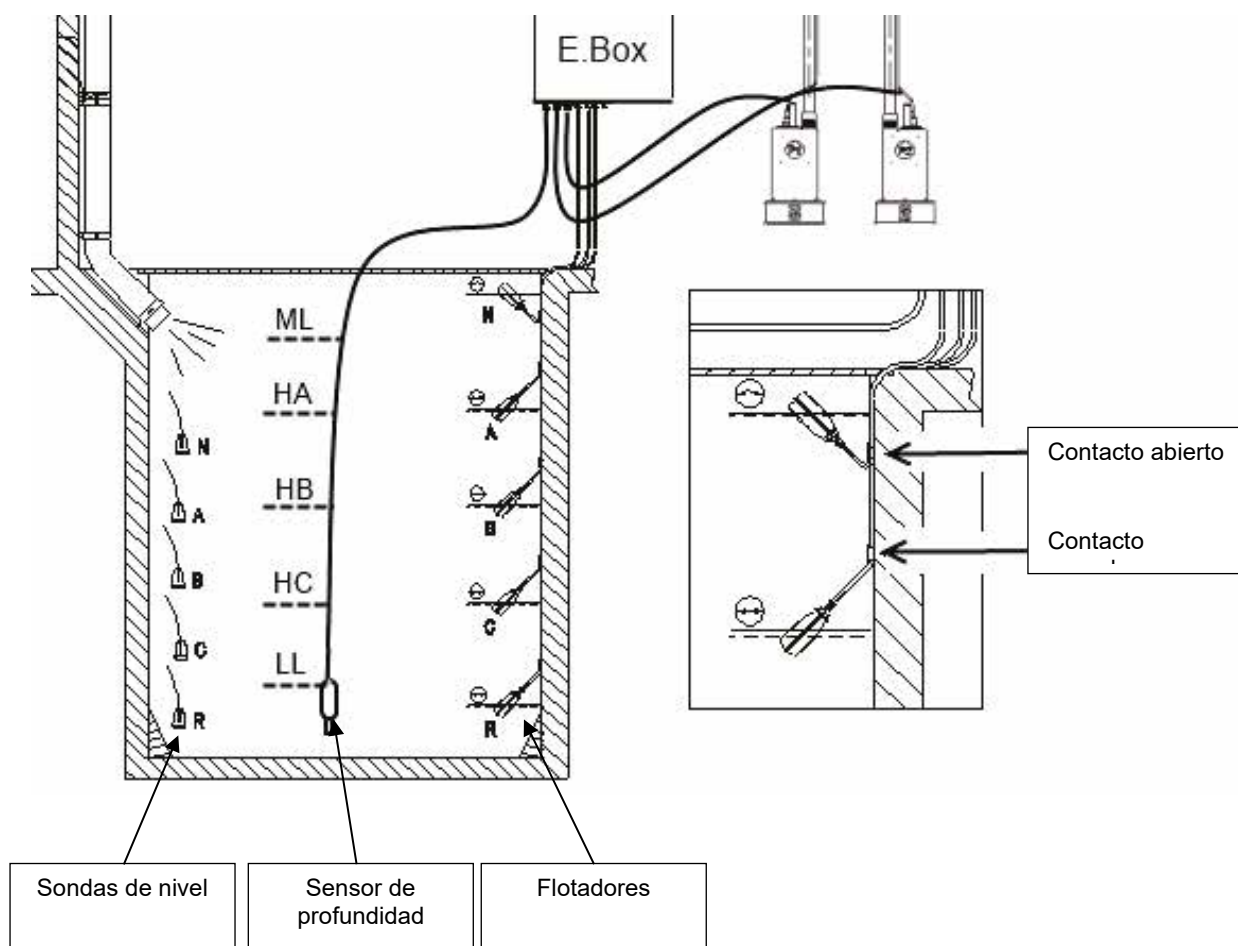 E.Box
ML
HA
HB
HC
LL
N
A
B
C
R
N
A
B
C
R
Contacto abierto
Contacto
Sondas de nivel
Sensor de
profundidad
Flotadores